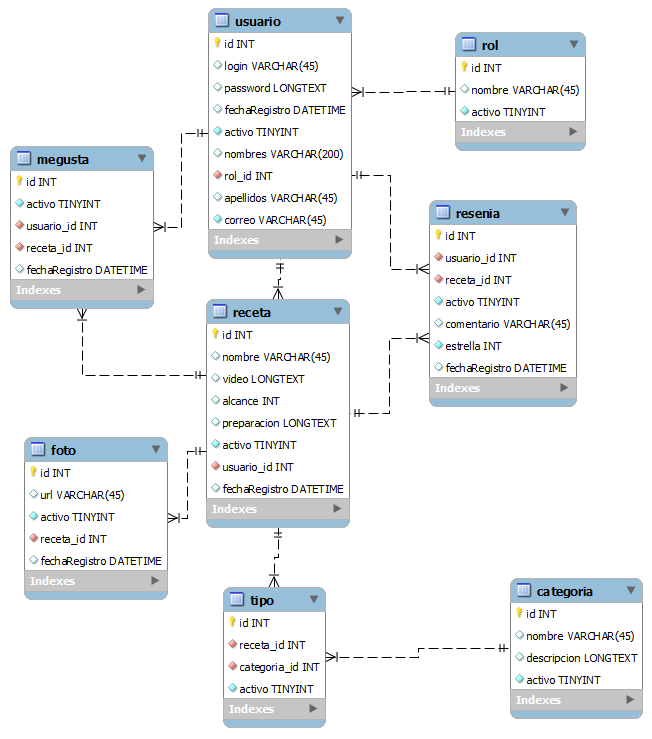 usuario
id INT
login VARCHAR(45)
password LONGTEXT
fechaRegistro DATETIME
activo TINYINT
nombres VARCHAR(200)
rol_id INT
apellidos VARCHAR(45)
correo VARCHAR(45)
Indexes
rol
id INT
nombre VARCHAR(45)
activo TINYINT
Indexes
megusta
id INT
activo TINYINT
usuario_id INT
receta_id INT
fechaRegistro DATETIME
Indexes
resenia
id INT
usuario_id INT
receta_id INT
activo TINYINT
comentario VARCHAR(45)
estrella INT
fechaRegistro DATETIME
Indexes
receta
id INT
nombre VARCHAR(45)
video LONGTEXT
alcance INT
preparacion LONGTEXT
activo TINYINT
usuario_id INT
fechaRegistro DATETIME
Indexes
foto
id INT
url VARCHAR(45)
activo TINYINT
receta_id INT
fechaRegistro DATETIME
Indexes
tipo
id INT
receta_id INT
categoria_id INT
activo TINYINT
Indexes
categoria
id INT
nombre VARCHAR(45)
descripcion LONGTEXT
activo TINYINT
Indexes